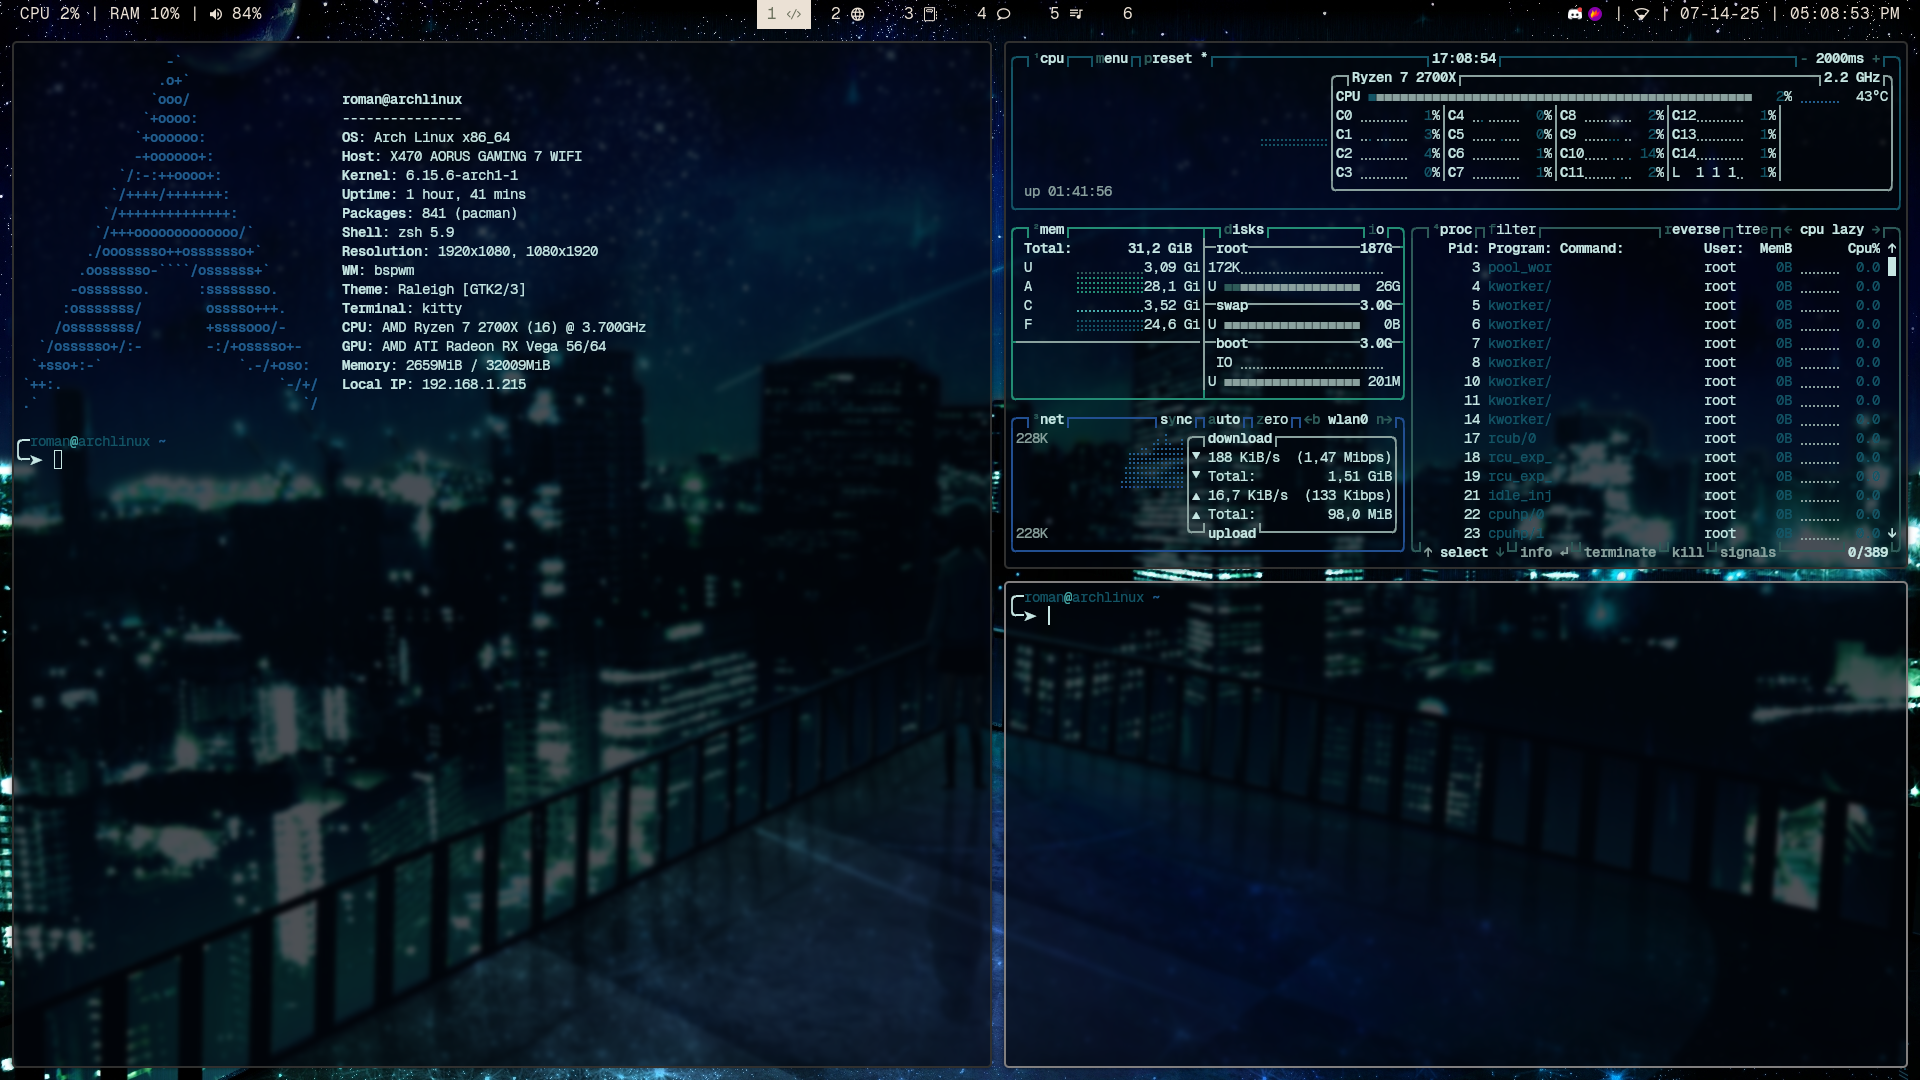 CPU 2% | RAM 10% | 84%
1 2 3 4 5 6
| | 07-14-25 | 05:08:53 PM
-`
.o+`
`ooo/
`+oooo:
`+oooooo:
-+oooooo+:
`/:-:++oooo+:
`/++++/+++++++:
`/++++++++++++++:
`/+++ooooooooooooo/`
./ooosssso++osssssso+`
.oossssso-````/ossssss+`
-osssssso. :ssssssso.
:osssssss/ osssso+++.
/ossssssss/ +ssssooo/-
`/ossssso+/:- -:/+osssso+-
`+sso+:-` `.-/+oso:
`++:. `-/+/
.` `/
roman@archlinux
---------------
OS: Arch Linux x86_64
Host: X470 AORUS GAMING 7 WIFI
Kernel: 6.15.6-arch1-1
Uptime: 1 hour, 41 mins
Packages: 841 (pacman)
Shell: zsh 5.9
Resolution: 1920x1080, 1080x1920
WM: bspwm
Theme: Raleigh [GTK2/3]
Terminal: kitty
CPU: AMD Ryzen 7 2700X (16) @ 3.700GHz
GPU: AMD ATI Radeon RX Vega 56/64
Memory: 2659MiB / 32009MiB
Local IP: 192.168.1.215
roman@archlinux ~
cpu menu preset * 17:08:54 - 2000ms +
Ryzen 7 2700X 2.2 GHz
CPU 2% 43°C
C0 1% C4 0% C8 2% C12 1%
C1 3% C5 0% C9 2% C13 1%
C2 4% C6 1% C10 14% C14 1%
C3 0% C7 1% C11 2% L 1 1 1 1%
up 01:41:56
mem
Total: 31,2 GiB
U 3,09 Gi
A 28,1 Gi
C 3,52 Gi
F 24,6 Gi
disks io
root 187G
172K
U 26G
swap 3.0G
U 0B
boot 3.0G
IO
U 201M
net sync auto zero ←b wlan0 n→
228K
download
▼ 188 KiB/s (1,47 Mibps)
▼ Total: 1,51 GiB
▲ 16,7 KiB/s (133 Kibps)
▲ Total: 98,0 MiB
228K
upload
proc filter reverse tree ← cpu lazy →
Pid: Program: Command: User: MemB Cpu% ↑
3 pool_wor root 0B 0.0
4 kworker/ root 0B 0.0
5 kworker/ root 0B 0.0
6 kworker/ root 0B 0.0
7 kworker/ root 0B 0.0
8 kworker/ root 0B 0.0
10 kworker/ root 0B 0.0
11 kworker/ root 0B 0.0
14 kworker/ root 0B 0.0
17 rcub/0 root 0B 0.0
18 rcu_exp_ root 0B 0.0
19 rcu_exp_ root 0B 0.0
21 idle_inj root 0B 0.0
22 cpuhp/0 root 0B 0.0
23 cpuhp/1 root 0B 0.0 ↓
↑ select ↓ info ↵ terminate kill signals 0/389
roman@archlinux ~